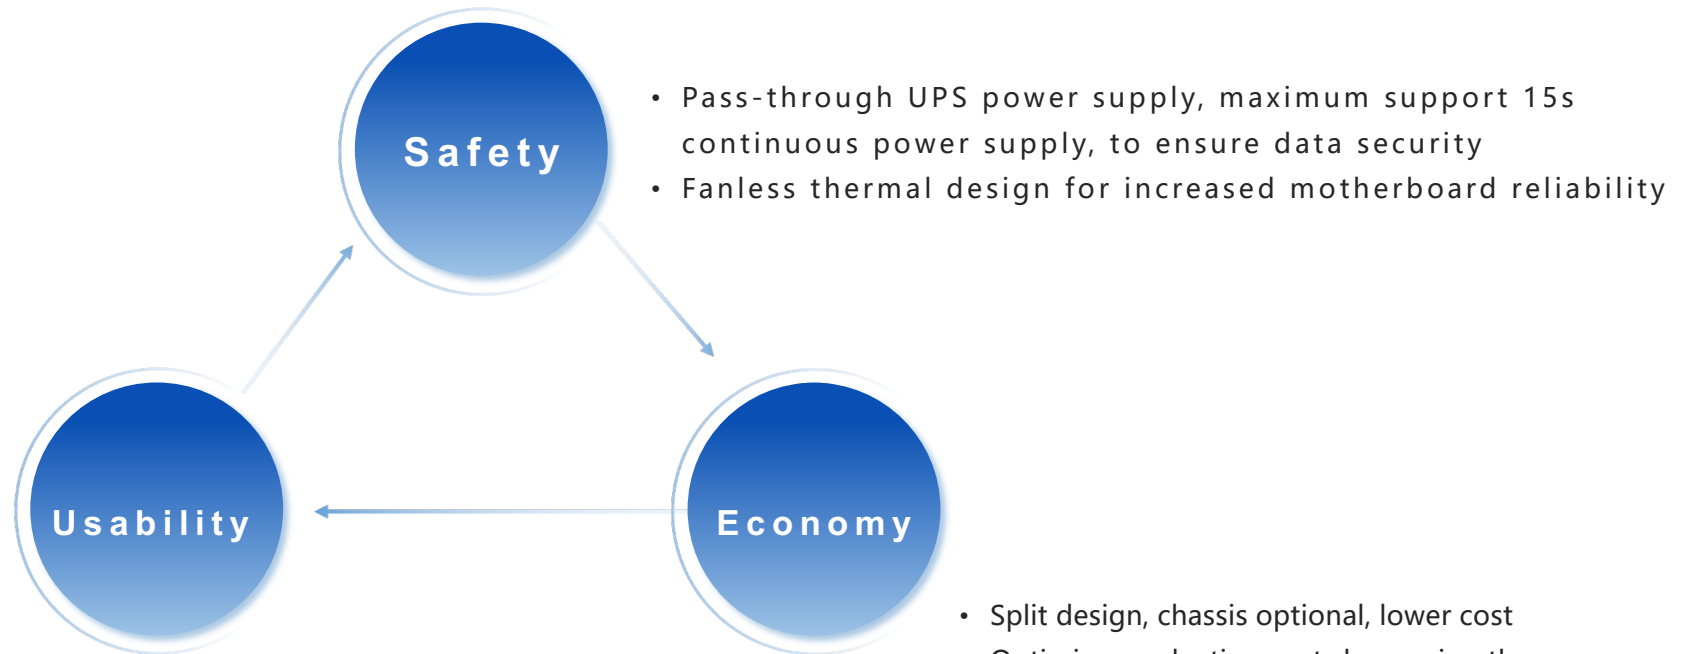 Safety
• Pass-through UPS power supply, maximum support 15s
continuous power supply, to ensure data security
• Fanless thermal design for increased motherboard reliability
Usability
Economy
• Split design, chassis optional, lower cost